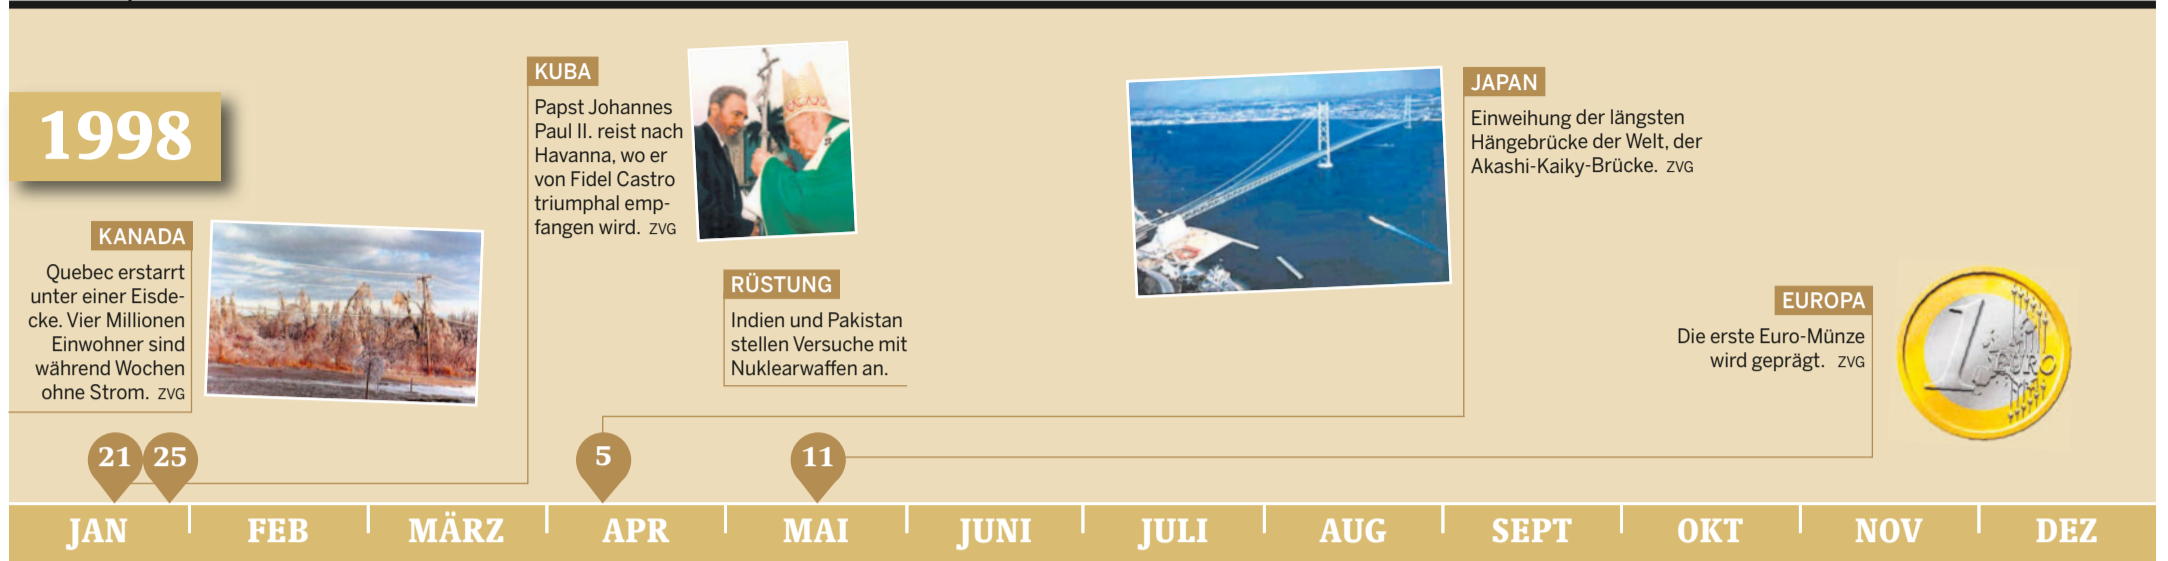 1998
KANADA
Quebec erstarrt
unter einer Eisde-
cke. Vier Millionen
Einwohner sind
während Wochen
ohne Strom. ZVG
KUBA
Papst Johannes
Paul II. reist nach
Havanna, wo er
von Fidel Castro
triumphal emp-
fangen wird. ZVG
RÜSTUNG
Indien und Pakistan
stellen Versuche mit
Nuklearwaffen an.
JAPAN
Einweihung der längsten
Hängebrücke der Welt, der
Akashi-Kaiky-Brücke. ZVG
EUROPA
Die erste Euro-Münze
wird geprägt. ZVG
1 EURO
21 25 5 11
JAN FEB MÄRZ APR MAI JUNI JULI AUG SEPT OKT NOV DEZ